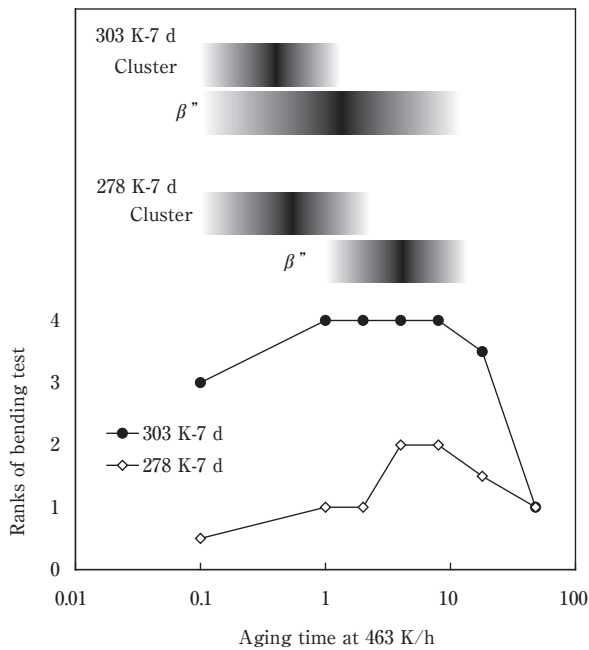 303 K-7 d
Cluster
β”
278 K-7 d
Cluster
β”
4
3
2
1
0
Ranks of bending test
303 K-7 d
278 K-7 d
0.01 0.1 1 10 100
Aging time at 463 K/h